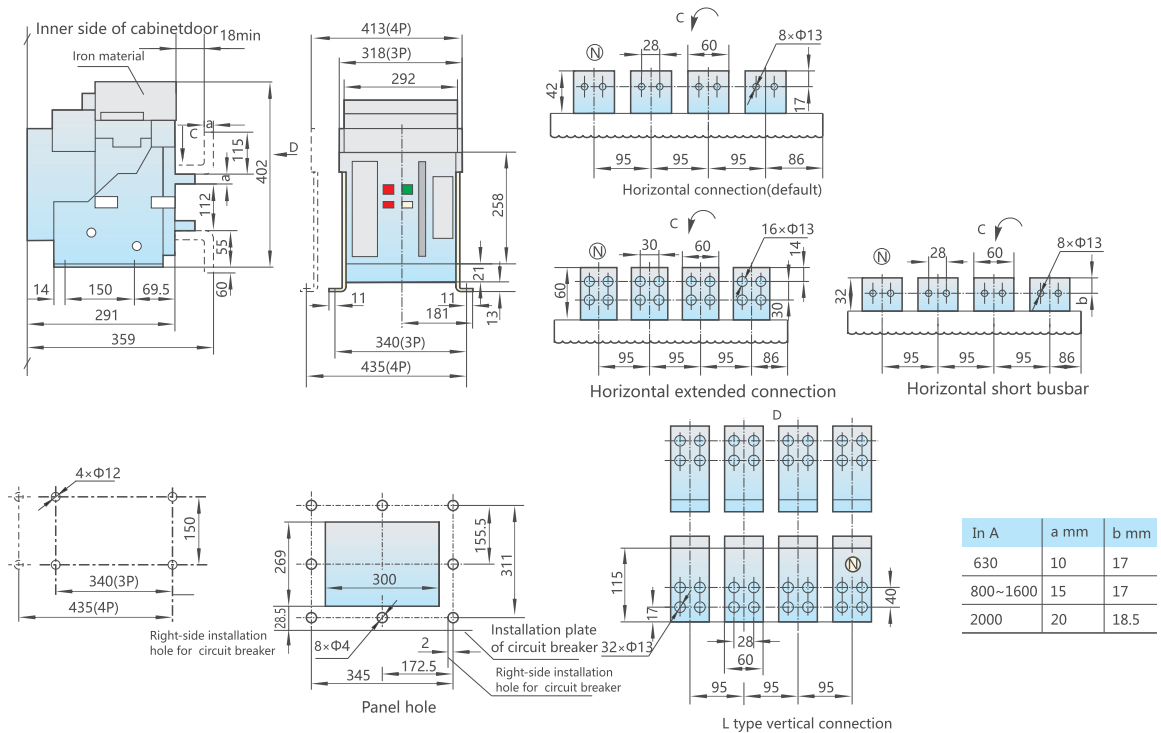 Inner side of cabinetdoor
18min
Iron material
C
a
115
402
D
a
112
55
60
14
150
69.5
291
359
413(4P)
318(3P)
292
258
21
11
11
13
181
340(3P)
435(4P)
C
N
28
60
8×Φ13
42
17
95
95
95
86
Horizontal connection(default)
C
N
30
60
16×Φ13
14
60
30
95
95
95
86
Horizontal extended connection
C
N
28
60
8×Φ13
32
b
95
95
95
86
Horizontal short busbar
4×Φ12
150
340(3P)
435(4P)
Right-side installation
hole for circuit breaker
269
300
155.5
311
28.5
8×Φ4
2
172.5
345
Installation plate
of circuit breaker
Right-side installation
hole for circuit breaker
Panel hole
D
N
115
17
40
32×Φ13
28
60
95
95
95
L type vertical connection
In A a mm b mm
630 10 17
800~1600 15 17
2000 20 18.5